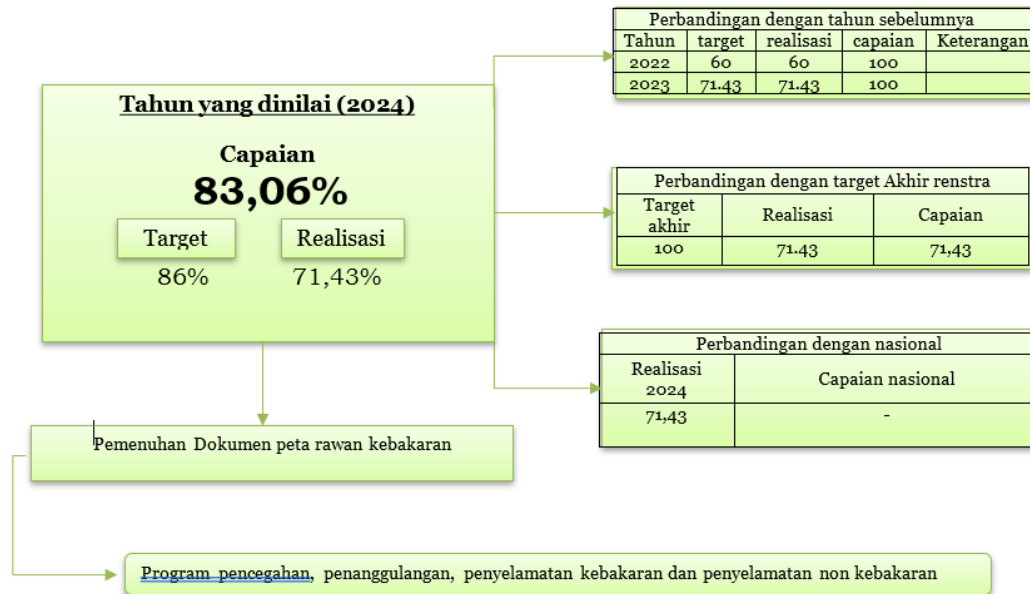 Perbandingan dengan tahun sebelumnya
Tahun target realisasi capaian Keterangan
2022 60 60 100
2023 71.43 71.43 100
Tahun yang dinilai (2024)
Capaian
83,06%
Target Realisasi
86% 71,43%
Perbandingan dengan target Akhir renstra
Target akhir Realisasi Capaian
100 71.43 71,43
Perbandingan dengan nasional
Realisasi 2024 Capaian nasional
71,43 -
Pemenuhan Dokumen peta rawan kebakaran
Program pencegahan, penanggulangan, penyelamatan kebakaran dan penyelamatan non kebakaran